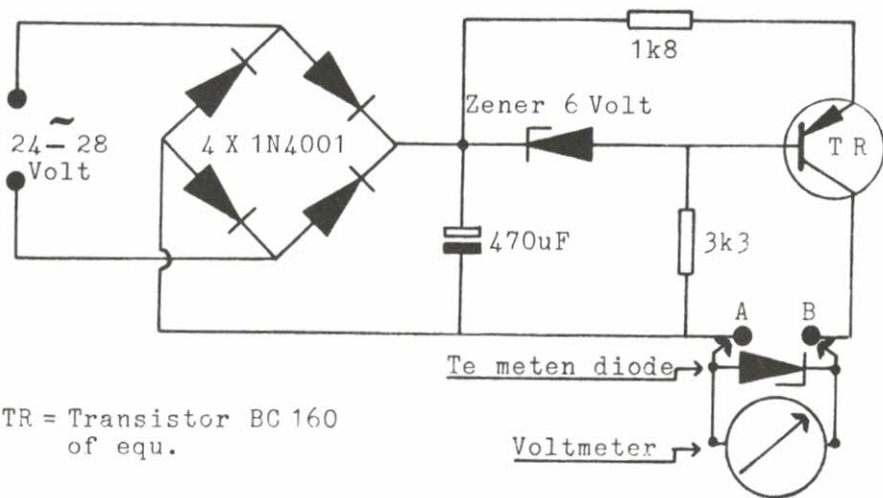 1k8
Zener 6 Volt
~
24-28
Volt
4 X 1N4001
TR
470uF
3k3
A B
Te meten diode
TR = Transistor BC 160
of equ.
Voltmeter